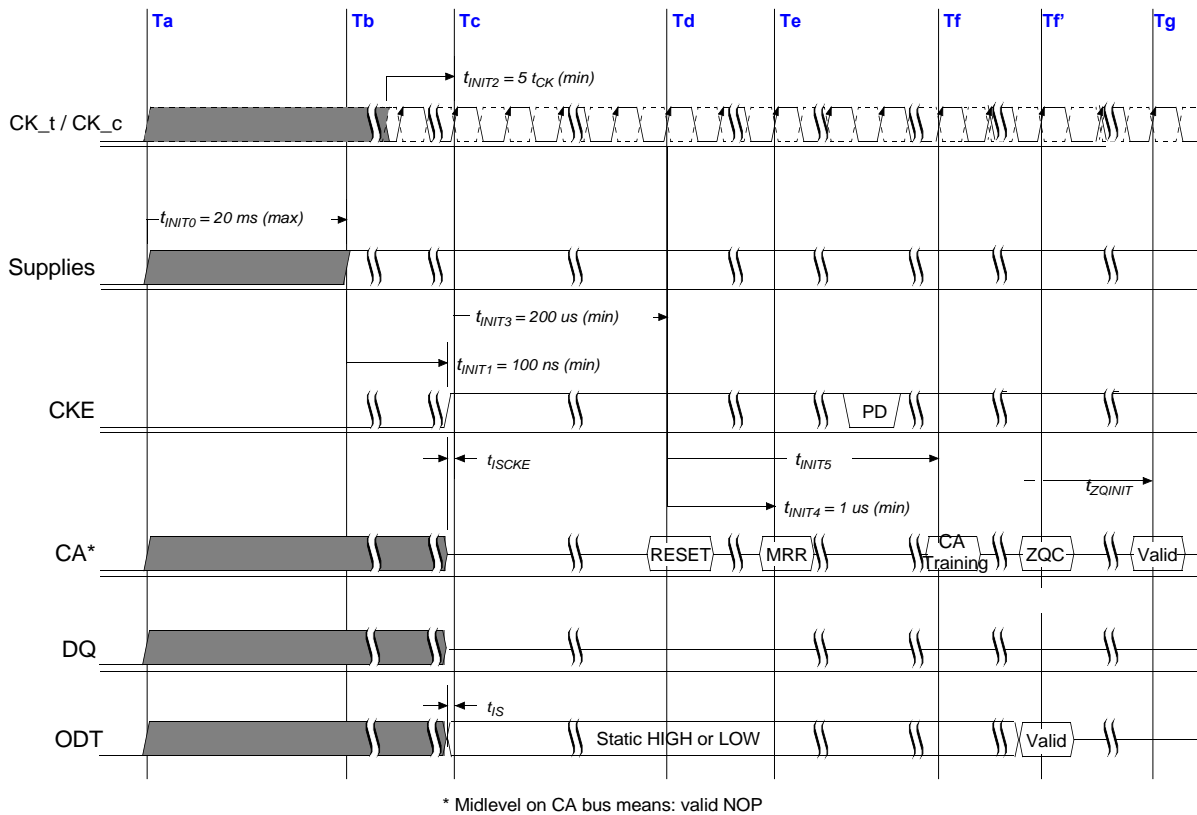 Ta Tb Tc Td Te Tf Tf' Tg
tINIT2 = 5 tCK (min)
CK_t / CK_c
tINIT0 = 20 ms (max)
Supplies
tINIT3 = 200 us (min)
tINIT1 = 100 ns (min)
CKE
PD
tISCKE
tINIT5
tZQINIT
tINIT4 = 1 us (min)
CA*
RESET
MRR
CA
Training
ZQC
Valid
DQ
tIS
ODT
Static HIGH or LOW
Valid
* Midlevel on CA bus means: valid NOP